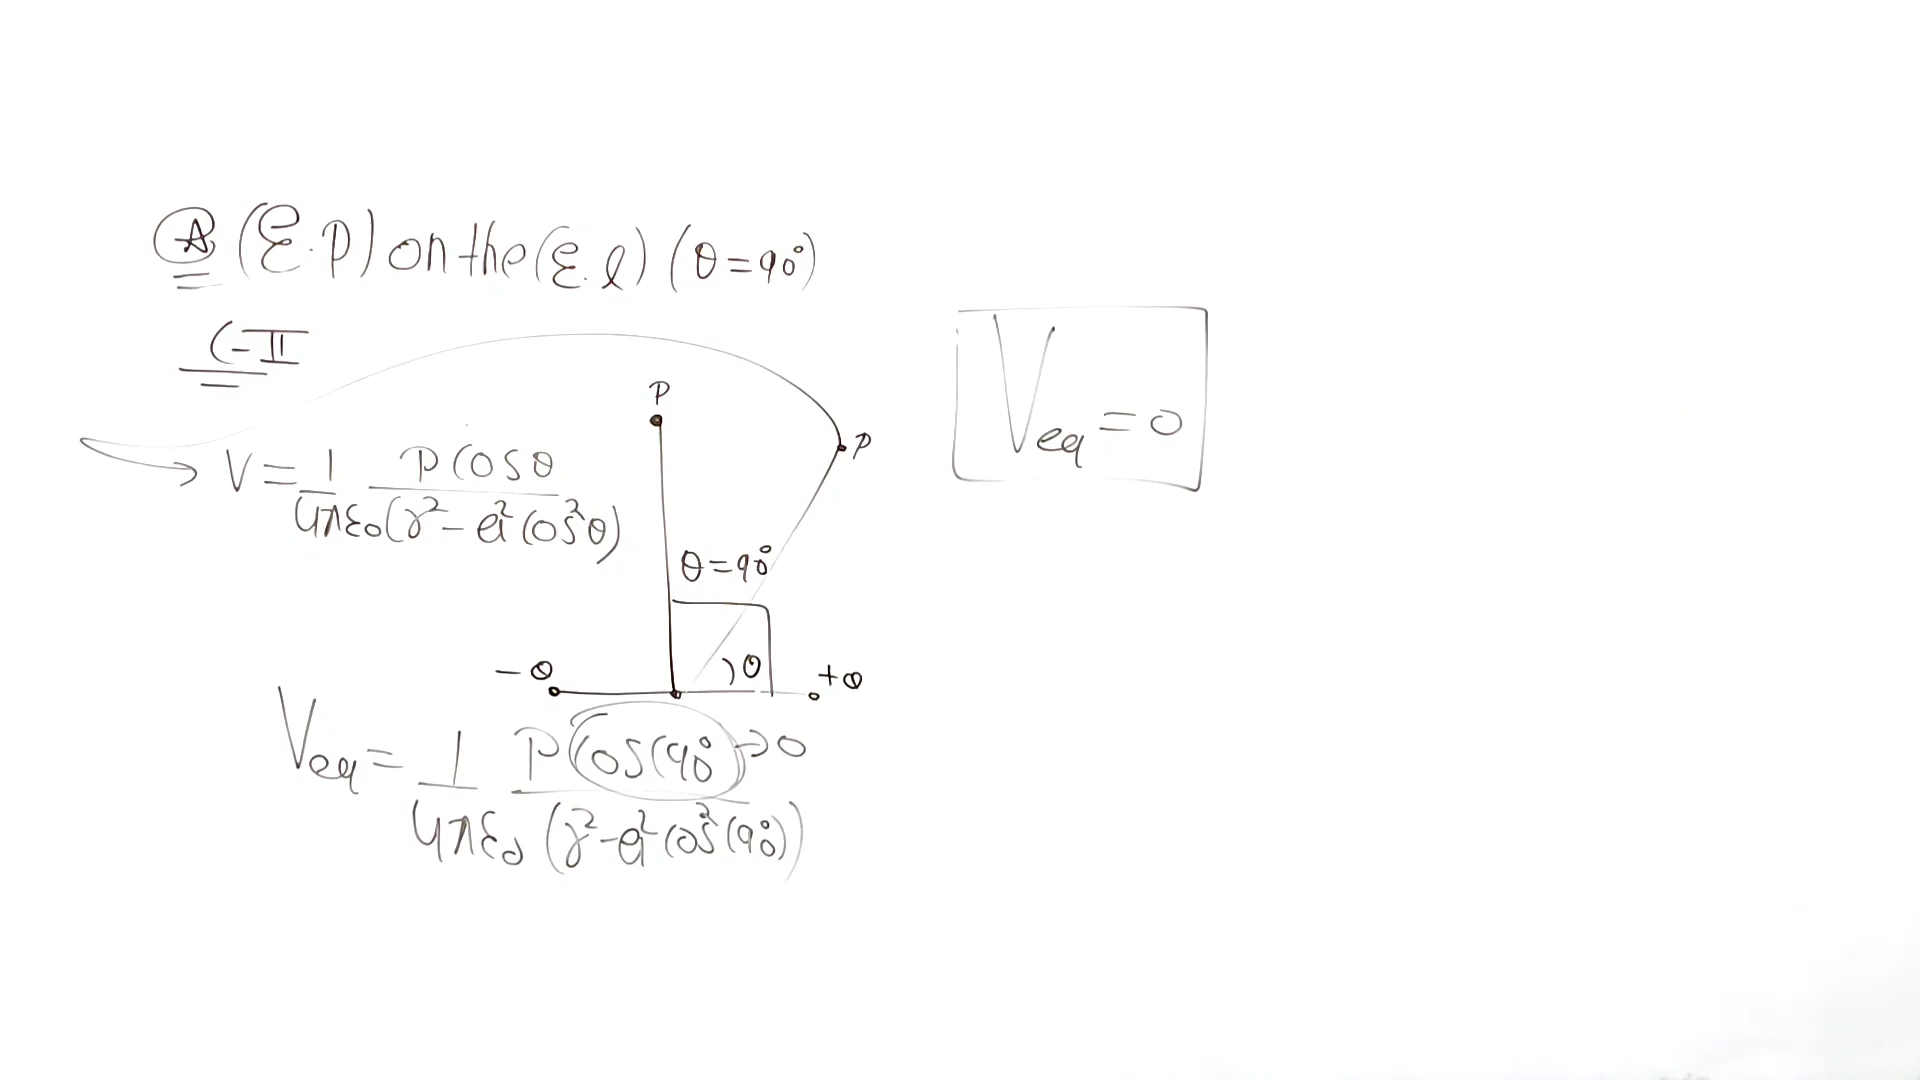 Ⓐ (E.P) on the (E.l) (θ=90°)
C-II
P
P
V = 1/4πε₀ P cosθ/(r² - a² cos²θ)
θ=90°
-Q
θ
+Q
Veq = 1/4πε₀ P cos(90°)→0/(r² - a² cos²(90°))
Veq = 0